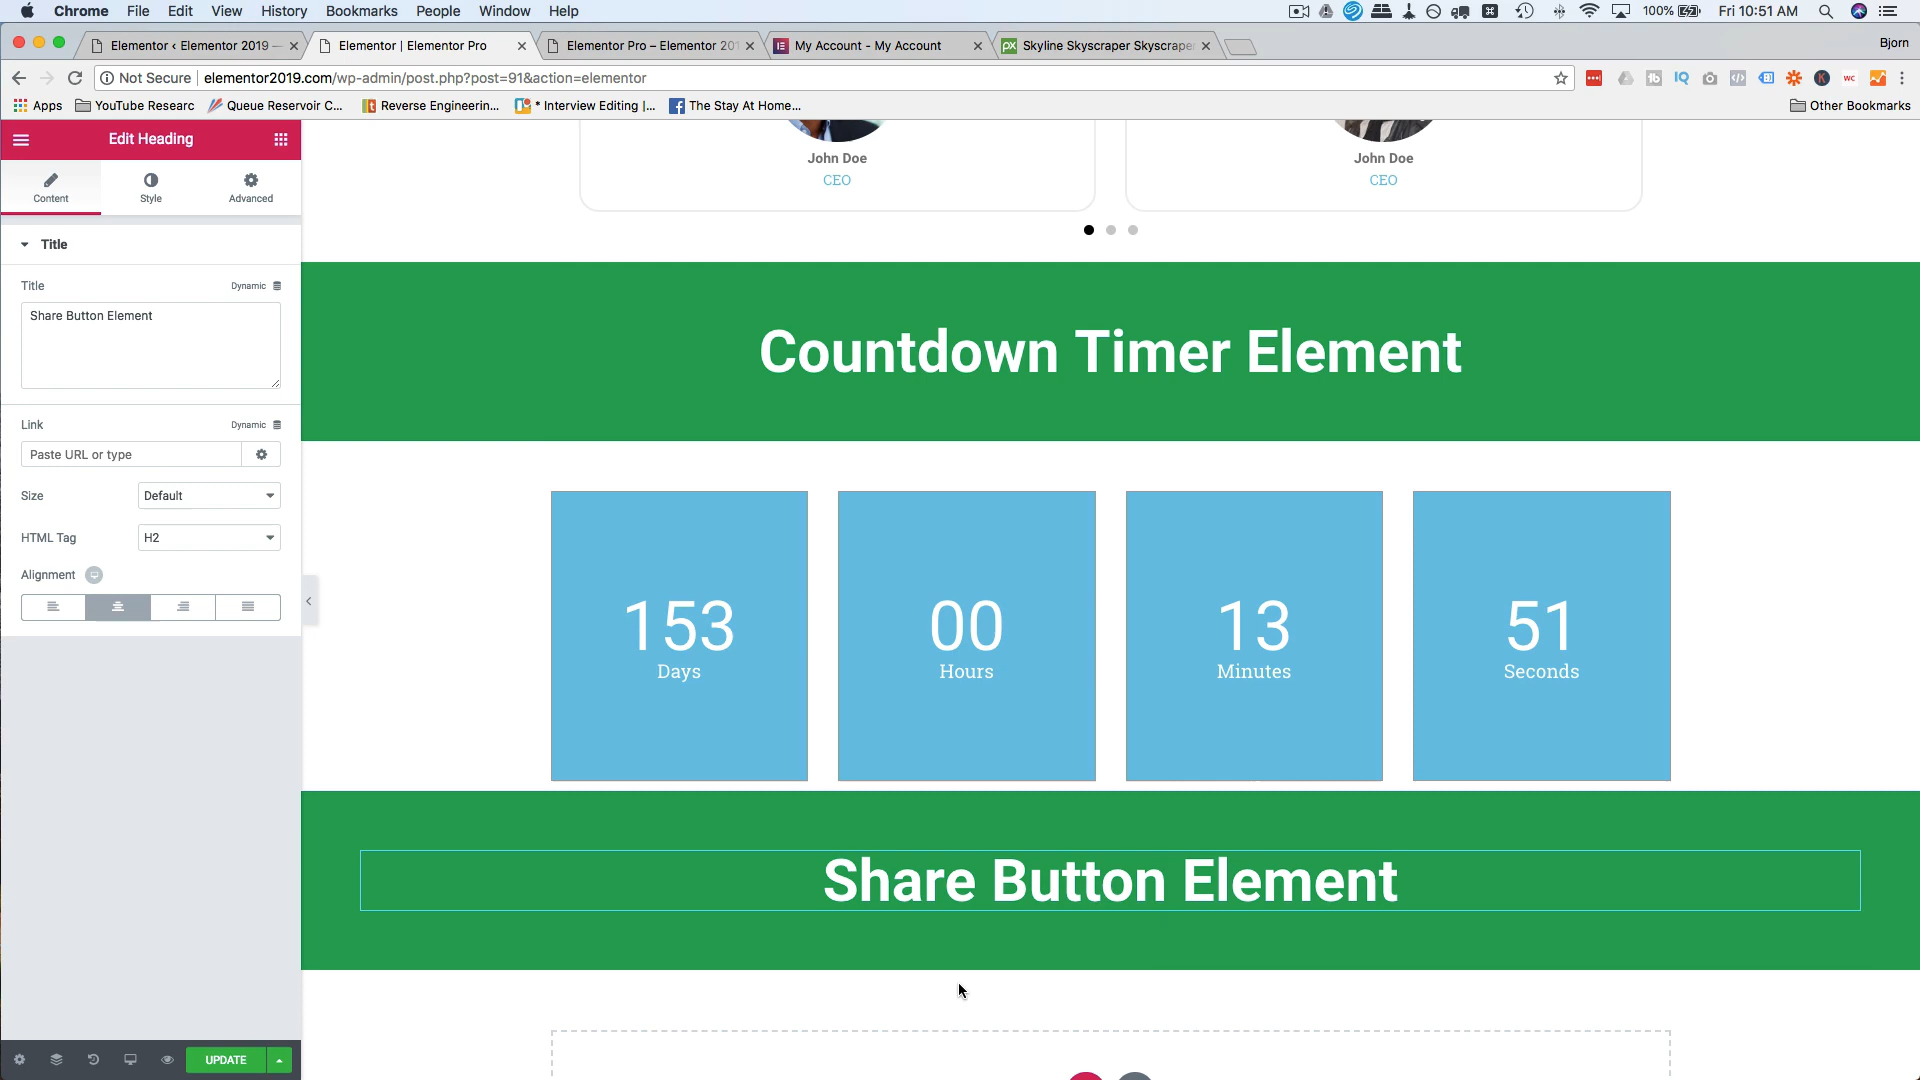 Chrome File Edit View History Bookmarks People Window Help 100% Fri 10:51 AM
Elementor ‹ Elementor 2019 — Elementor | Elementor Pro Elementor Pro – Elementor 201 My Account - My Account Skyline Skyscraper Skyscraper Bjorn
Not Secure elementor2019.com/wp-admin/post.php?post=91&action=elementor
Apps YouTube Researc Queue Reservoir C... Reverse Engineerin... * Interview Editing |... The Stay At Home... Other Bookmarks
Edit Heading
Content Style Advanced
Title
Title Dynamic
Share Button Element
Link Dynamic
Paste URL or type
Size Default
HTML Tag H2
Alignment
UPDATE
John Doe John Doe
CEO CEO
Countdown Timer Element
153 00 13 51
Days Hours Minutes Seconds
Share Button Element